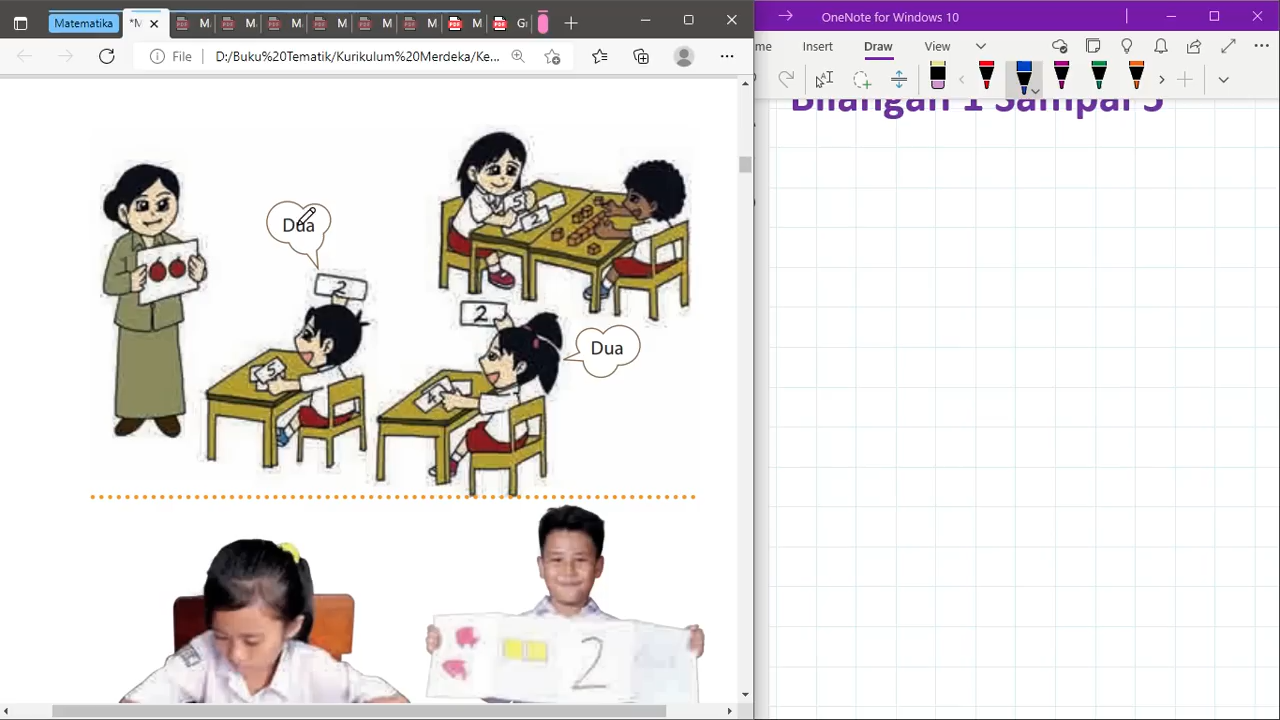 Matematika
*M
M
M
M
M
M
M
M
Gr
File
D:/Buku%20Tematik/Kurikulum%20Merdeka/Ke...
OneNote for Windows 10
Insert
Draw
View
Bilangan 1 Sampai 5
Dua
2
5
2
5
2
Dua
4
2